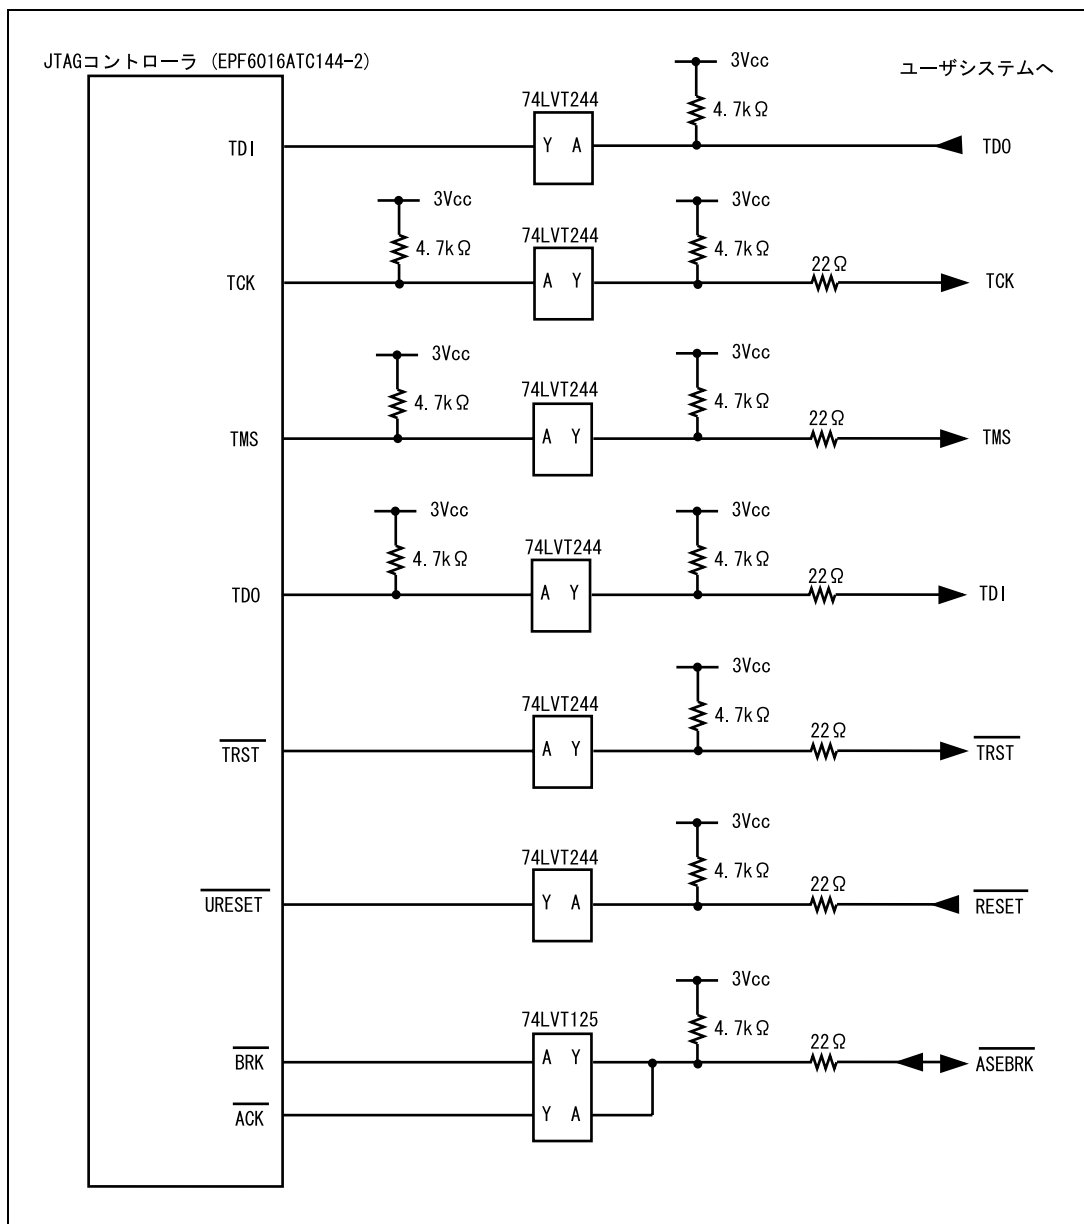 JTAGコントローラ (EPF6016ATC144-2)
ユーザシステムへ
3Vcc
4.7kΩ
74LVT244
TDI
Y A
TDO
3Vcc
4.7kΩ
3Vcc
4.7kΩ
74LVT244
22Ω
TCK
A Y
TCK
3Vcc
4.7kΩ
3Vcc
4.7kΩ
74LVT244
22Ω
TMS
A Y
TMS
3Vcc
4.7kΩ
3Vcc
4.7kΩ
74LVT244
22Ω
TDO
A Y
TDI
3Vcc
4.7kΩ
74LVT244
22Ω
TRST
A Y
TRST
3Vcc
4.7kΩ
74LVT244
22Ω
URESET
Y A
RESET
3Vcc
4.7kΩ
74LVT125
22Ω
BRK
A Y
ASEBRK
ACK
Y A